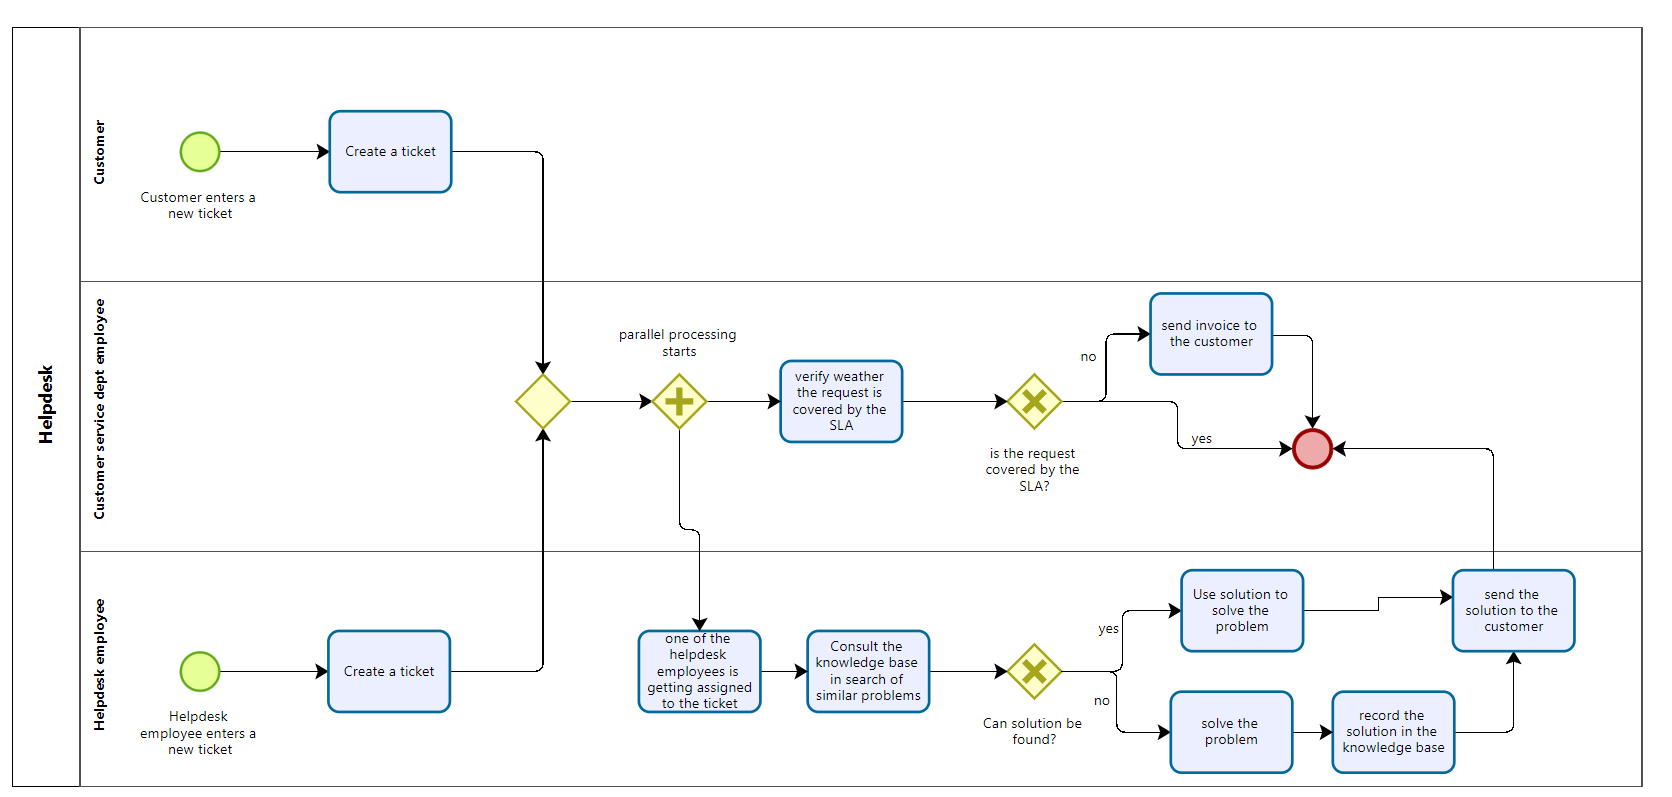 Helpdesk
Customer
Create a ticket
Customer enters a
new ticket
Customer service dept employee
parallel processing
starts
verify weather
the request is
covered by the
SLA
is the request
covered by the
SLA?
no
yes
send invoice to
the customer
Helpdesk employee
Create a ticket
Helpdesk
employee enters a
new ticket
one of the
helpdesk
employees is
getting assigned
to the ticket
Consult the
knowledge base
in search of
similar problems
Can solution be
found?
yes
no
Use solution to
solve the
problem
send the
solution to the
customer
solve the
problem
record the
solution in the
knowledge base